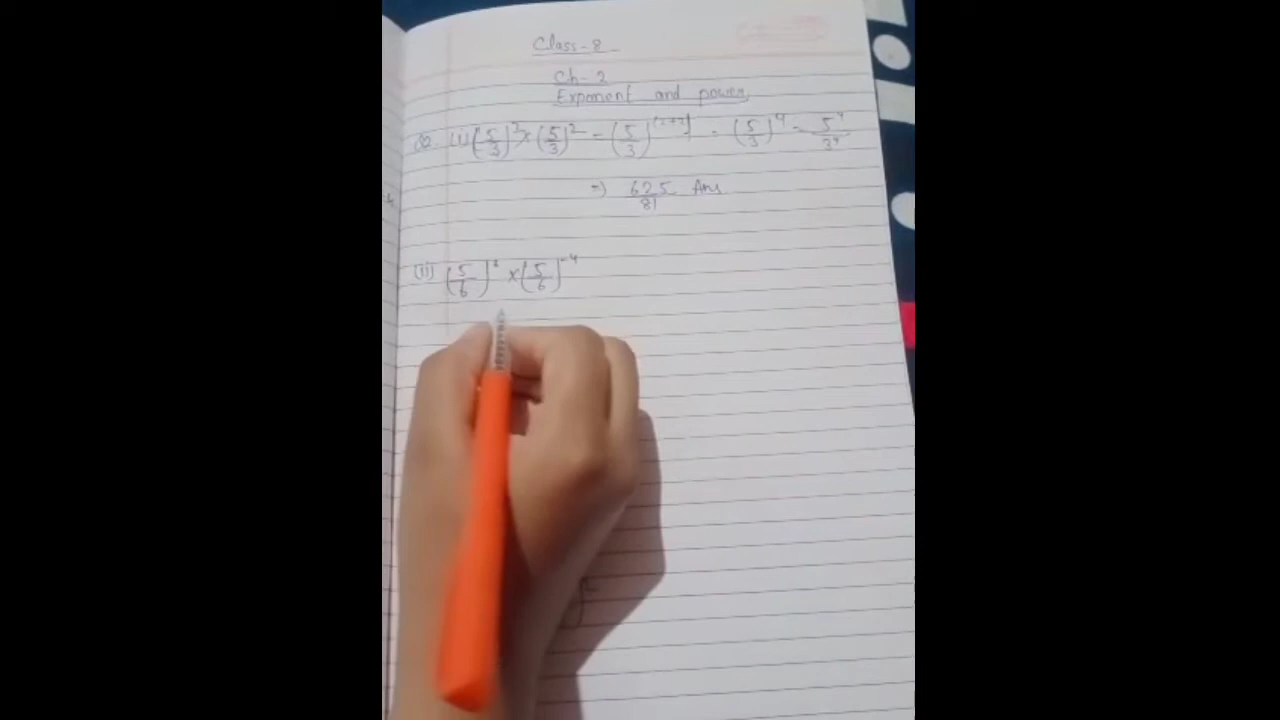 Class-8
Ch-2
Exponent and power
(i) (5/3)^2 × (5/3)^2 = (5/3)^(2+2) = (5/3)^4 = 5^4/3^4
=) 625/81 Ans
(ii) (5/6) × (5/6)^-4